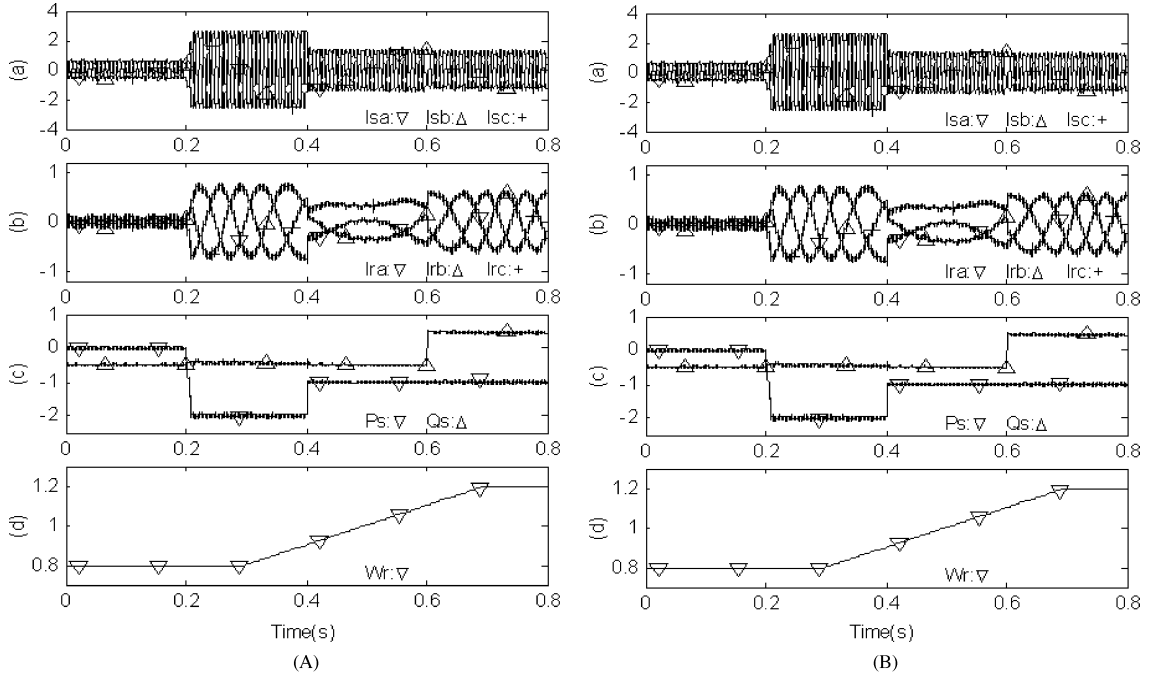 4
2
0
-2
-4
(a)
Isa:▽ Isb:△ Isc:+
0 0.2 0.4 0.6 0.8
1
0
-1
(b)
Ira:▽ Irb:△ Irc:+
0 0.2 0.4 0.6 0.8
0
-1
-2
(c)
Ps:▽ Qs:△
0 0.2 0.4 0.6 0.8
1.2
1
0.8
(d)
Wr:▽
0 0.2 0.4 0.6 0.8
Time(s)
(A)
4
2
0
-2
-4
(a)
Isa:▽ Isb:△ Isc:+
0 0.2 0.4 0.6 0.8
1
0
-1
(b)
Ira:▽ Irb:△ Irc:+
0 0.2 0.4 0.6 0.8
0
-1
-2
(c)
Ps:▽ Qs:△
0 0.2 0.4 0.6 0.8
1.2
1
0.8
(d)
Wr:▽
0 0.2 0.4 0.6 0.8
Time(s)
(B)